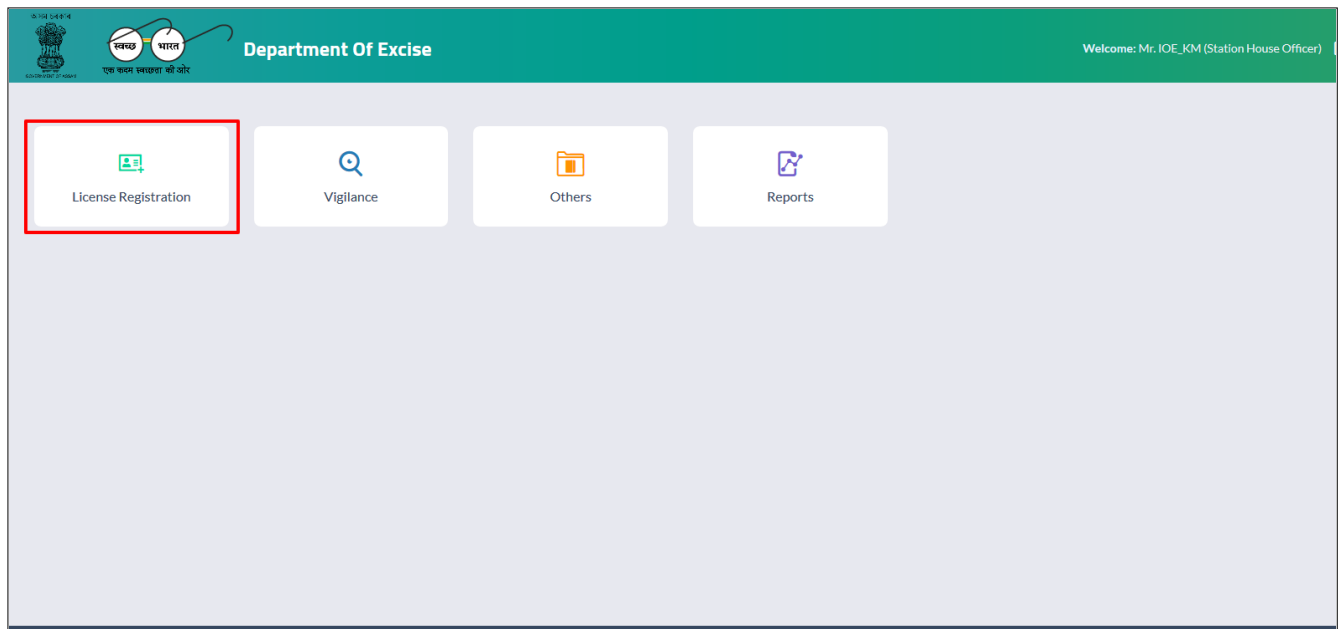 स्वच्छ भारत
एक कदम स्वच्छता की ओर
Department Of Excise
Welcome: Mr. IOE_KM (Station House Officer)
License Registration
Vigilance
Others
Reports